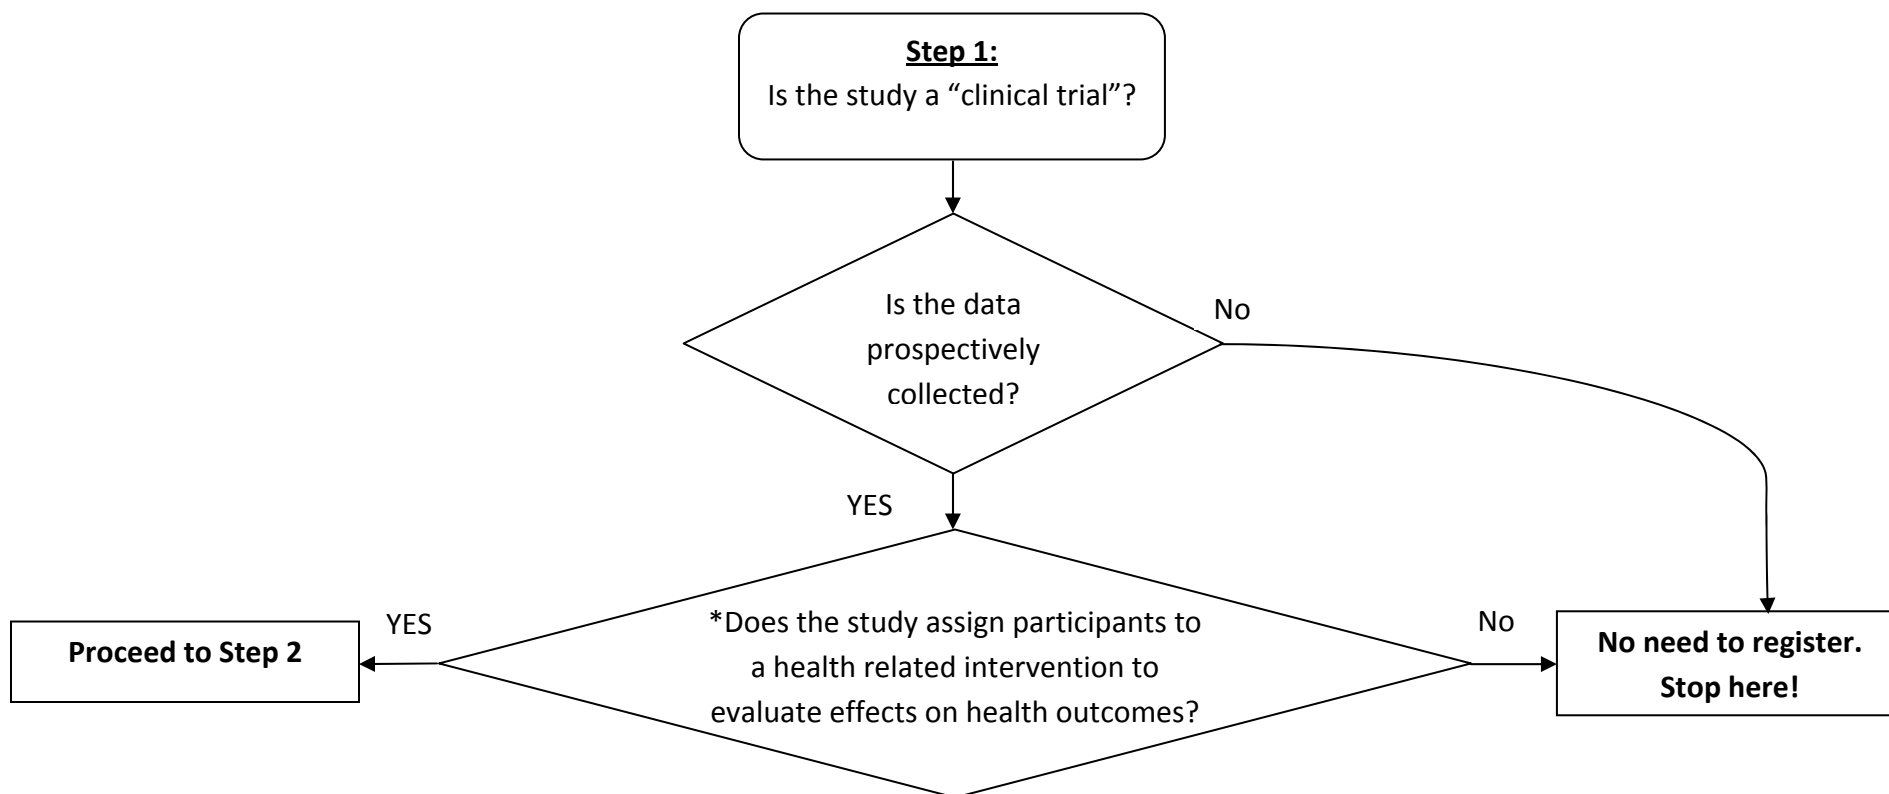 Step 1:
Is the study a “clinical trial”?
Is the data
prospectively
collected?
No
YES
*Does the study assign participants to
a health related intervention to
evaluate effects on health outcomes?
YES
Proceed to Step 2
No
No need to register.
Stop here!